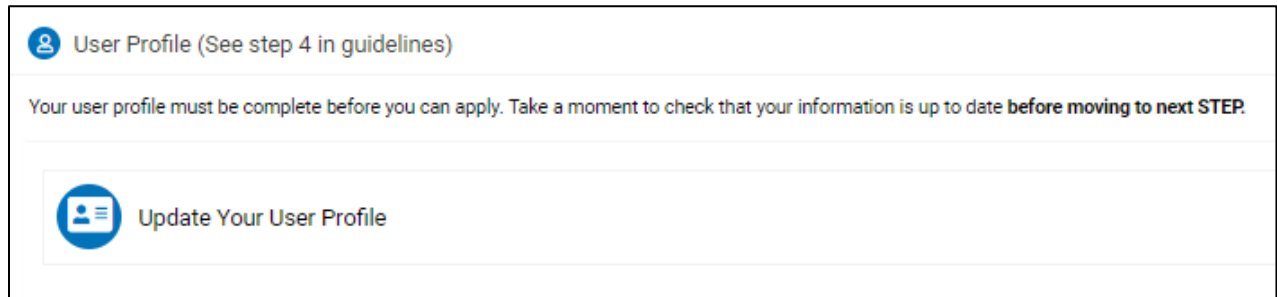 User Profile (See step 4 in guidelines)
Your user profile must be complete before you can apply. Take a moment to check that your information is up to date before moving to next STEP.
Update Your User Profile